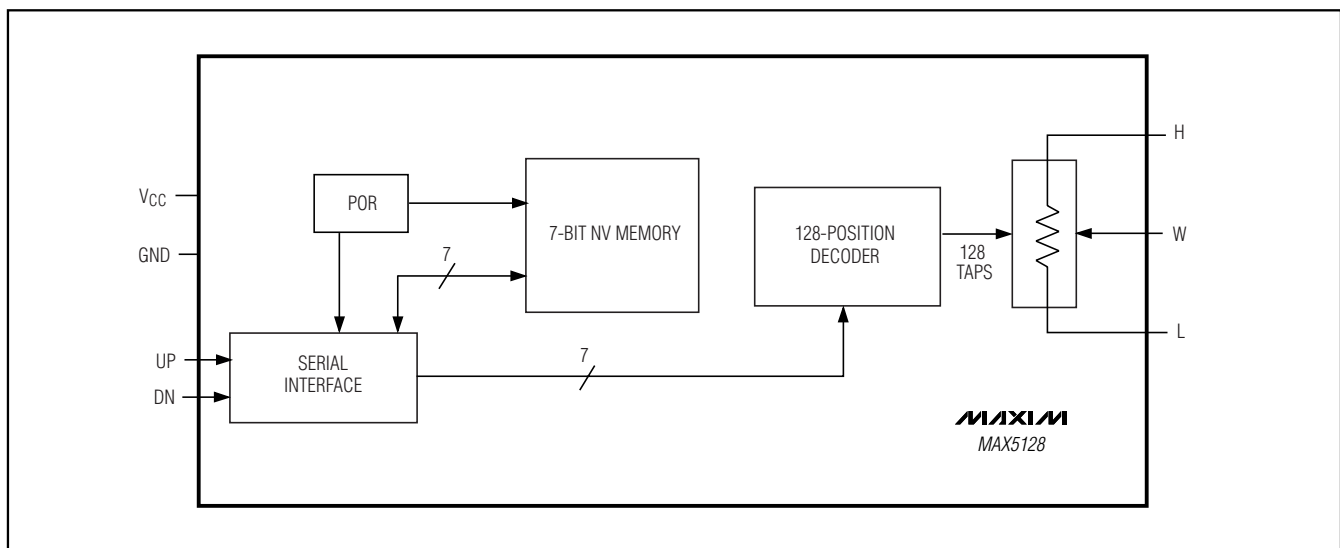 H
VCC
POR
7-BIT NV MEMORY
128-POSITION
DECODER
128
TAPS
W
GND
7
UP
DN
SERIAL
INTERFACE
7
L
MAXIM
MAX5128